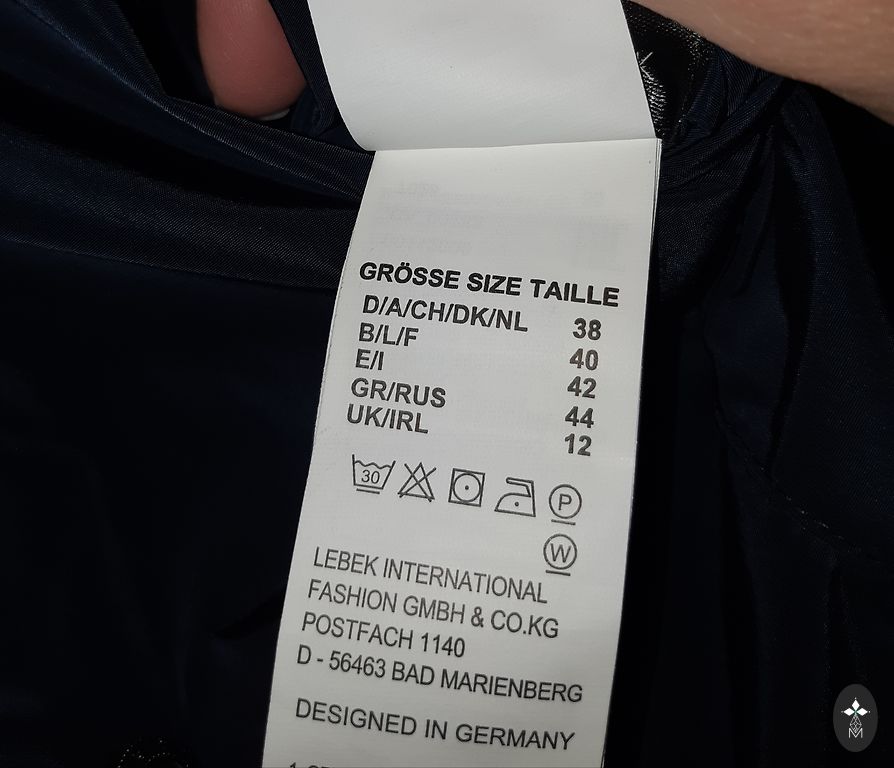 GRÖSSE SIZE TAILLE
D/A/CH/DK/NL 38
B/L/F 40
E/I 42
GR/RUS 44
UK/IRL 12
30
P
W
LEBEK INTERNATIONAL
FASHION GMBH & CO.KG
POSTFACH 1140
D - 56463 BAD MARIENBERG
DESIGNED IN GERMANY